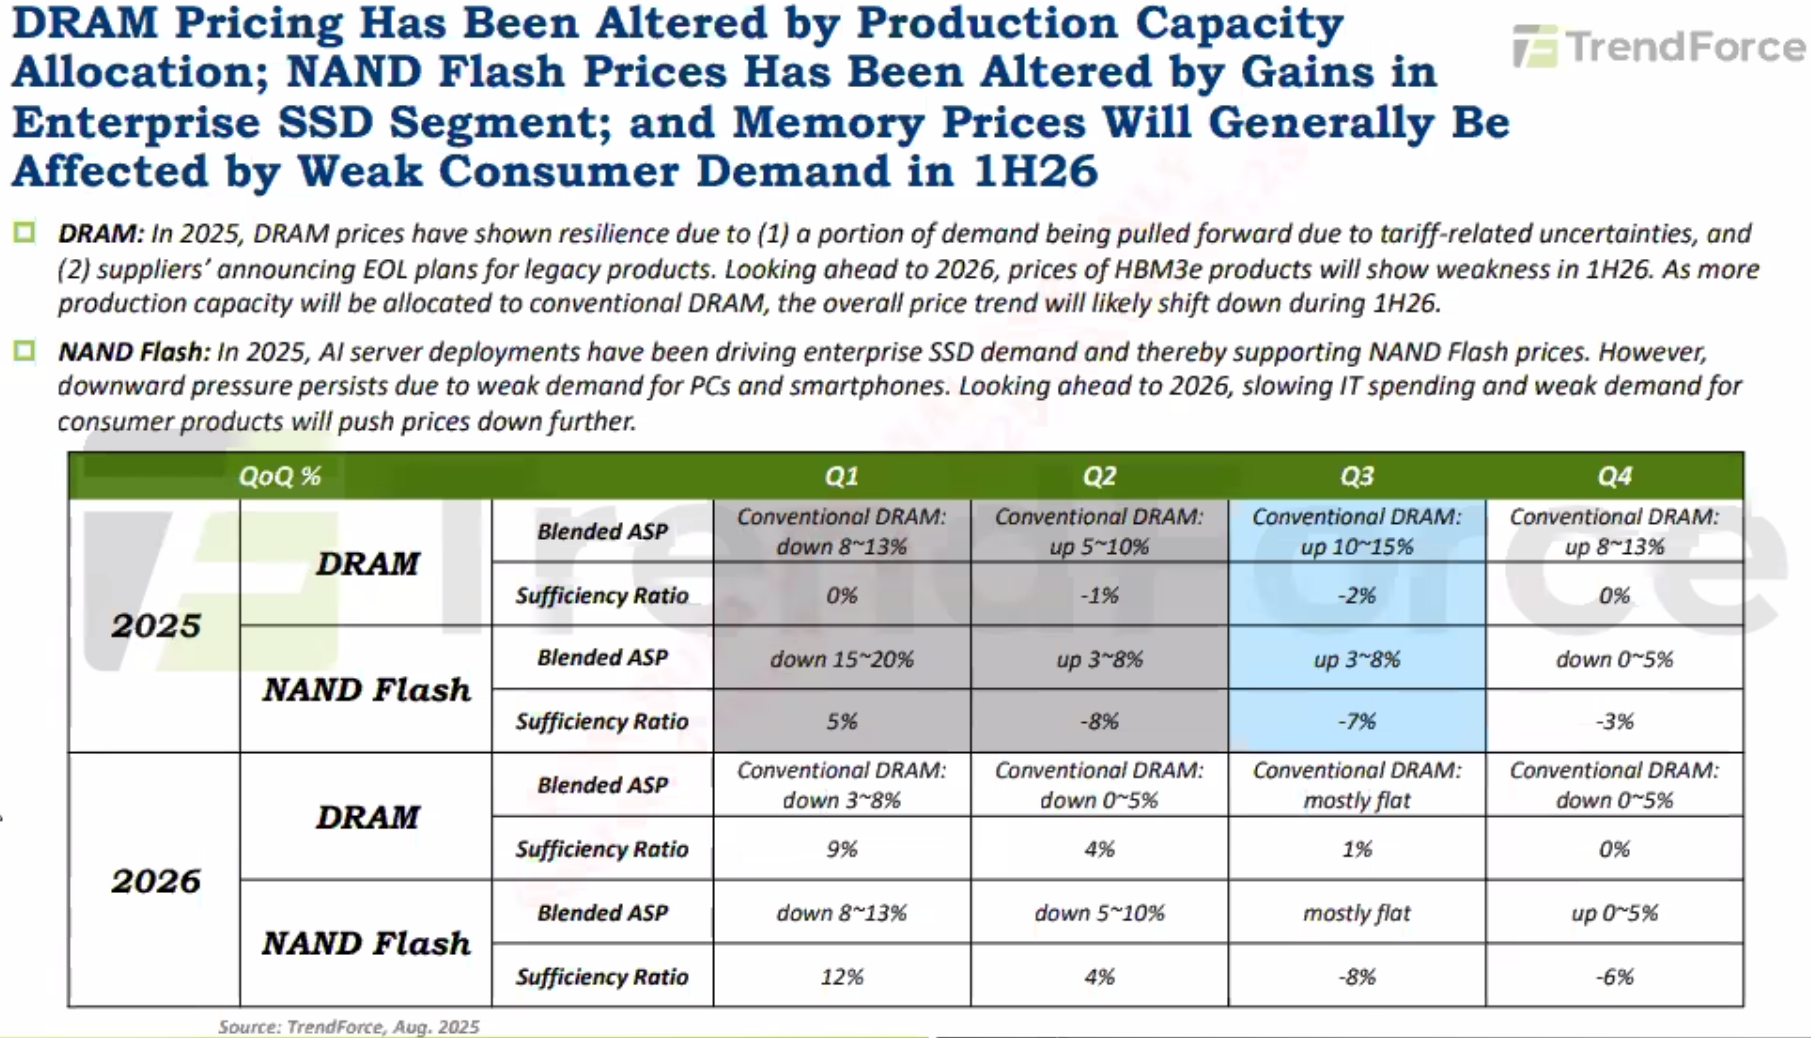 DRAM Pricing Has Been Altered by Production Capacity
Allocation; NAND Flash Prices Has Been Altered by Gains in
Enterprise SSD Segment; and Memory Prices Will Generally Be
Affected by Weak Consumer Demand in 1H26
TrendForce
DRAM: In 2025, DRAM prices have shown resilience due to (1) a portion of demand being pulled forward due to tariff-related uncertainties, and
(2) suppliers' announcing EOL plans for legacy products. Looking ahead to 2026, prices of HBM3e products will show weakness in 1H26. As more
production capacity will be allocated to conventional DRAM, the overall price trend will likely shift down during 1H26.
NAND Flash: In 2025, AI server deployments have been driving enterprise SSD demand and thereby supporting NAND Flash prices. However,
downward pressure persists due to weak demand for PCs and smartphones. Looking ahead to 2026, slowing IT spending and weak demand for
consumer products will push prices down further.
QoQ % Q1 Q2 Q3 Q4
2025
DRAM
Blended ASP
Conventional DRAM:
down 8~13%
Conventional DRAM:
up 5~10%
Conventional DRAM:
up 10~15%
Conventional DRAM:
up 8~13%
Sufficiency Ratio 0% -1% -2% 0%
NAND Flash
Blended ASP down 15~20% up 3~8% up 3~8% down 0~5%
Sufficiency Ratio 5% -8% -7% -3%
2026
DRAM
Blended ASP
Conventional DRAM:
down 3~8%
Conventional DRAM:
down 0~5%
Conventional DRAM:
mostly flat
Conventional DRAM:
down 0~5%
Sufficiency Ratio 9% 4% 1% 0%
NAND Flash
Blended ASP down 8~13% down 5~10% mostly flat up 0~5%
Sufficiency Ratio 12% 4% -8% -6%
TrendForce
Source: TrendForce, Aug. 2025